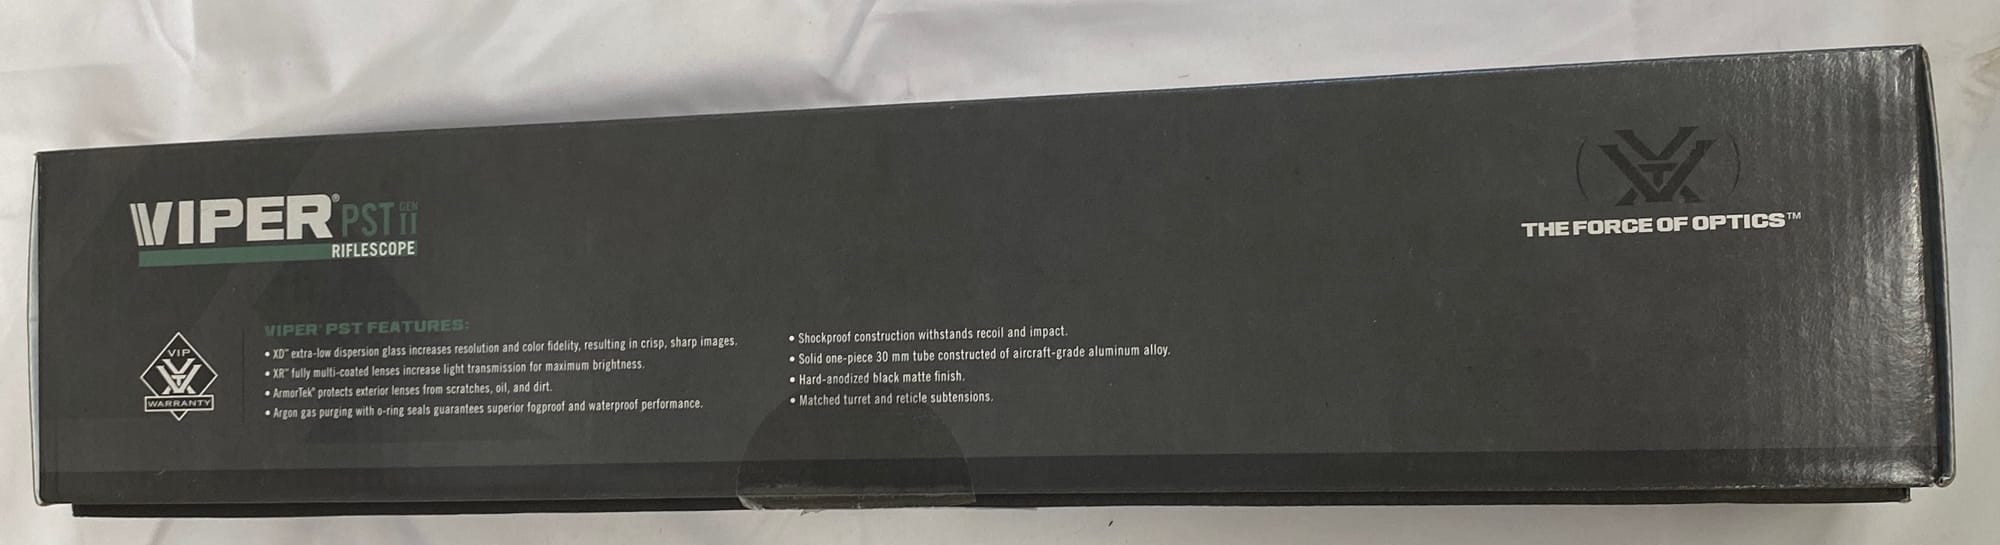 VIPER® PST GEN II
RIFLESCOPE
THE FORCE OF OPTICS™
VIP
WARRANTY
VIPER® PST FEATURES:
• XD™ extra-low dispersion glass increases resolution and color fidelity, resulting in crisp, sharp images.
• XR™ fully multi-coated lenses increase light transmission for maximum brightness.
• ArmorTek® protects exterior lenses from scratches, oil, and dirt.
• Argon gas purging with o-ring seals guarantees superior fogproof and waterproof performance.
• Shockproof construction withstands recoil and impact.
• Solid one-piece 30 mm tube constructed of aircraft-grade aluminum alloy.
• Hard-anodized black matte finish.
• Matched turret and reticle subtensions.